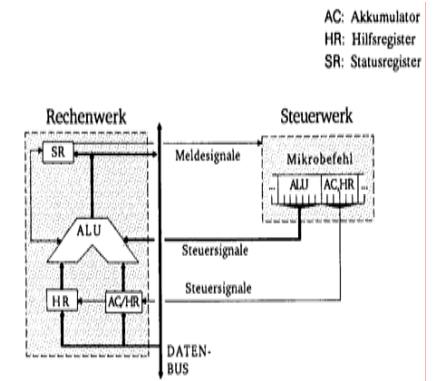 AC: Akkumulator
HR: Hilfsregister
SR: Statusregister
Rechenwerk
Steuerwerk
SR
Meldesignale
Mikrobefehl
... ALU AC,HR ...
ALU
Steuersignale
Steuersignale
HR
AC/HR
DATEN-
BUS